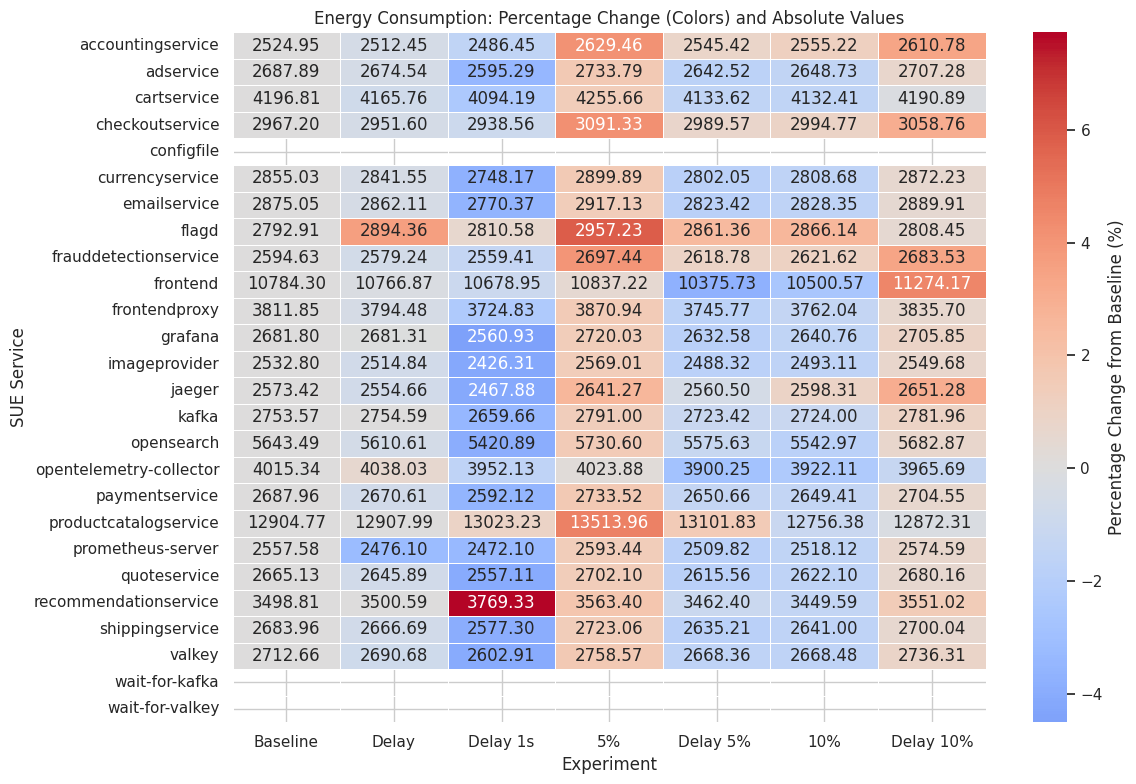 Energy Consumption: Percentage Change (Colors) and Absolute Values
accountingservice 2524.95 2512.45 2486.45 2629.46 2545.42 2555.22 2610.78
adservice 2687.89 2674.54 2595.29 2733.79 2642.52 2648.73 2707.28
cartservice 4196.81 4165.76 4094.19 4255.66 4133.62 4132.41 4190.89
checkoutservice 2967.20 2951.60 2938.56 3091.33 2989.57 2994.77 3058.76
configfile
currencyservice 2855.03 2841.55 2748.17 2899.89 2802.05 2808.68 2872.23
emailservice 2875.05 2862.11 2770.37 2917.13 2823.42 2828.35 2889.91
flagd 2792.91 2894.36 2810.58 2957.23 2861.36 2866.14 2808.45
frauddetectionservice 2594.63 2579.24 2559.41 2697.44 2618.78 2621.62 2683.53
frontend 10784.30 10766.87 10678.95 10837.22 10375.73 10500.57 11274.17
frontendproxy 3811.85 3794.48 3724.83 3870.94 3745.77 3762.04 3835.70
grafana 2681.80 2681.31 2560.93 2720.03 2632.58 2640.76 2705.85
imageprovider 2532.80 2514.84 2426.31 2569.01 2488.32 2493.11 2549.68
jaeger 2573.42 2554.66 2467.88 2641.27 2560.50 2598.31 2651.28
kafka 2753.57 2754.59 2659.66 2791.00 2723.42 2724.00 2781.96
opensearch 5643.49 5610.61 5420.89 5730.60 5575.63 5542.97 5682.87
opentelemetry-collector 4015.34 4038.03 3952.13 4023.88 3900.25 3922.11 3965.69
paymentservice 2687.96 2670.61 2592.12 2733.52 2650.66 2649.41 2704.55
productcatalogservice 12904.77 12907.99 13023.23 13513.96 13101.83 12756.38 12872.31
prometheus-server 2557.58 2476.10 2472.10 2593.44 2509.82 2518.12 2574.59
quoteservice 2665.13 2645.89 2557.11 2702.10 2615.56 2622.10 2680.16
recommendationservice 3498.81 3500.59 3769.33 3563.40 3462.40 3449.59 3551.02
shippingservice 2683.96 2666.69 2577.30 2723.06 2635.21 2641.00 2700.04
valkey 2712.66 2690.68 2602.91 2758.57 2668.36 2668.48 2736.31
wait-for-kafka
wait-for-valkey
Baseline Delay Delay 1s 5% Delay 5% 10% Delay 10%
Experiment
SUE Service
6
4
2
0
−2
−4
Percentage Change from Baseline (%)